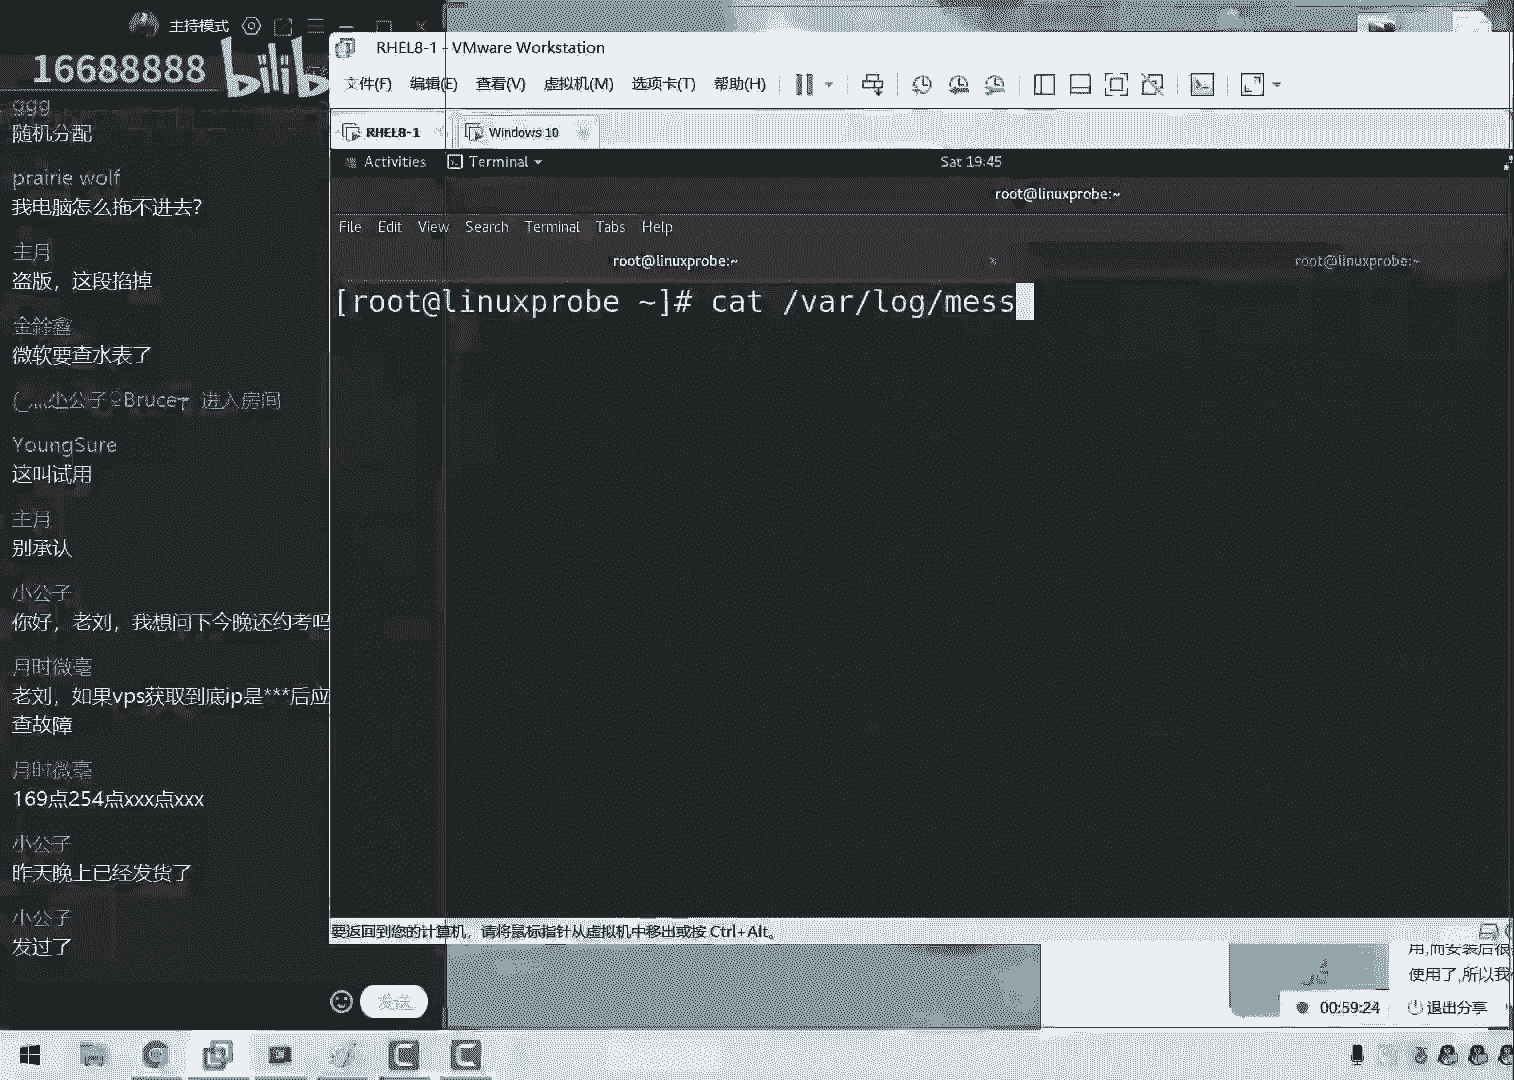 主持模式
16688888 bilib
ggg
随机分配
prairie wolf
我电脑怎么拖不进去?
主月
盗版，这段掐掉
微软要查水表了
小公子
Bruce
进入房间
YoungSure
这叫试用
主月
别承认
小公子
你好，老刘，我想问下今晚还约考吗
月时微毫
老刘，如果vps获取到底ip是***后应
查故障
月时微毫
169点254点xxx点xxx
小公子
昨天晚上已经发货了
小公子
发过了
发送
RHEL8-1 - VMware Workstation
文件(F) 编辑(E) 查看(V) 虚拟机(M) 选项卡(T) 帮助(H)
RHEL8-1 Windows 10
Activities Terminal Sat 19:45
root@linuxprobe:~
File Edit View Search Terminal Tabs Help
root@linuxprobe:~ root@linuxprobe:~
[root@linuxprobe ~]# cat /var/log/mess
要返回到您的计算机，请将鼠标指针从虚拟机中移出或按 Ctrl+Alt。
用,而安装后很
使用了,所以我
00:59:24 退出分享